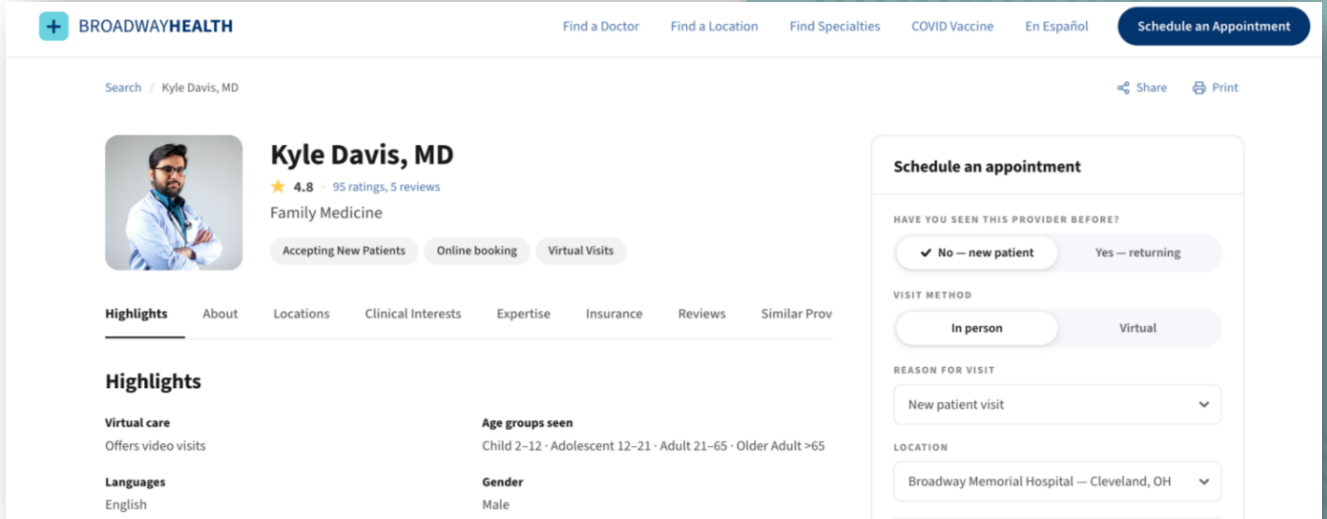 BROADWAYHEALTH
Find a Doctor Find a Location Find Specialties COVID Vaccine En Español Schedule an Appointment
Search / Kyle Davis, MD
Share Print
Kyle Davis, MD
4.8 · 95 ratings, 5 reviews
Family Medicine
Accepting New Patients Online booking Virtual Visits
Highlights About Locations Clinical Interests Expertise Insurance Reviews Similar Prov
Highlights
Virtual care
Offers video visits
Age groups seen
Child 2–12 · Adolescent 12–21 · Adult 21–65 · Older Adult >65
Languages
English
Gender
Male
Schedule an appointment
HAVE YOU SEEN THIS PROVIDER BEFORE?
No — new patient Yes — returning
VISIT METHOD
In person Virtual
REASON FOR VISIT
New patient visit
LOCATION
Broadway Memorial Hospital — Cleveland, OH